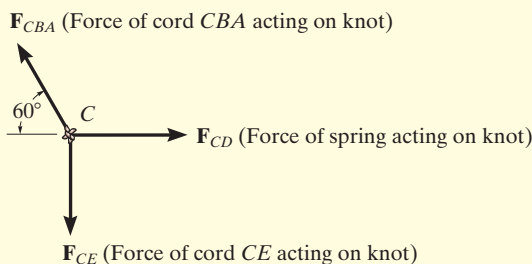 F_CBA (Force of cord CBA acting on knot)
C
60°
F_CD (Force of spring acting on knot)
F_CE (Force of cord CE acting on knot)